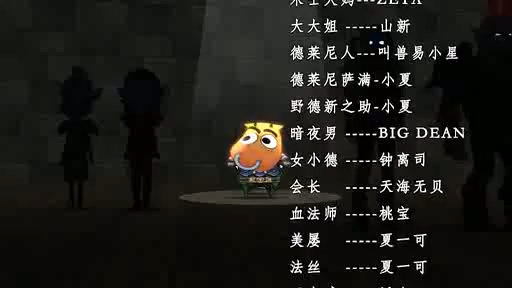 大大姐 -----山新
德莱尼人---叫兽易小星
德莱尼萨满-小夏
野德新之助-小夏
暗夜男 -----BIG DEAN
女小德 -----钟离司
会长 -----天海无贝
血法师 -----桃宝
美屡 -----夏一可
法丝 -----夏一可